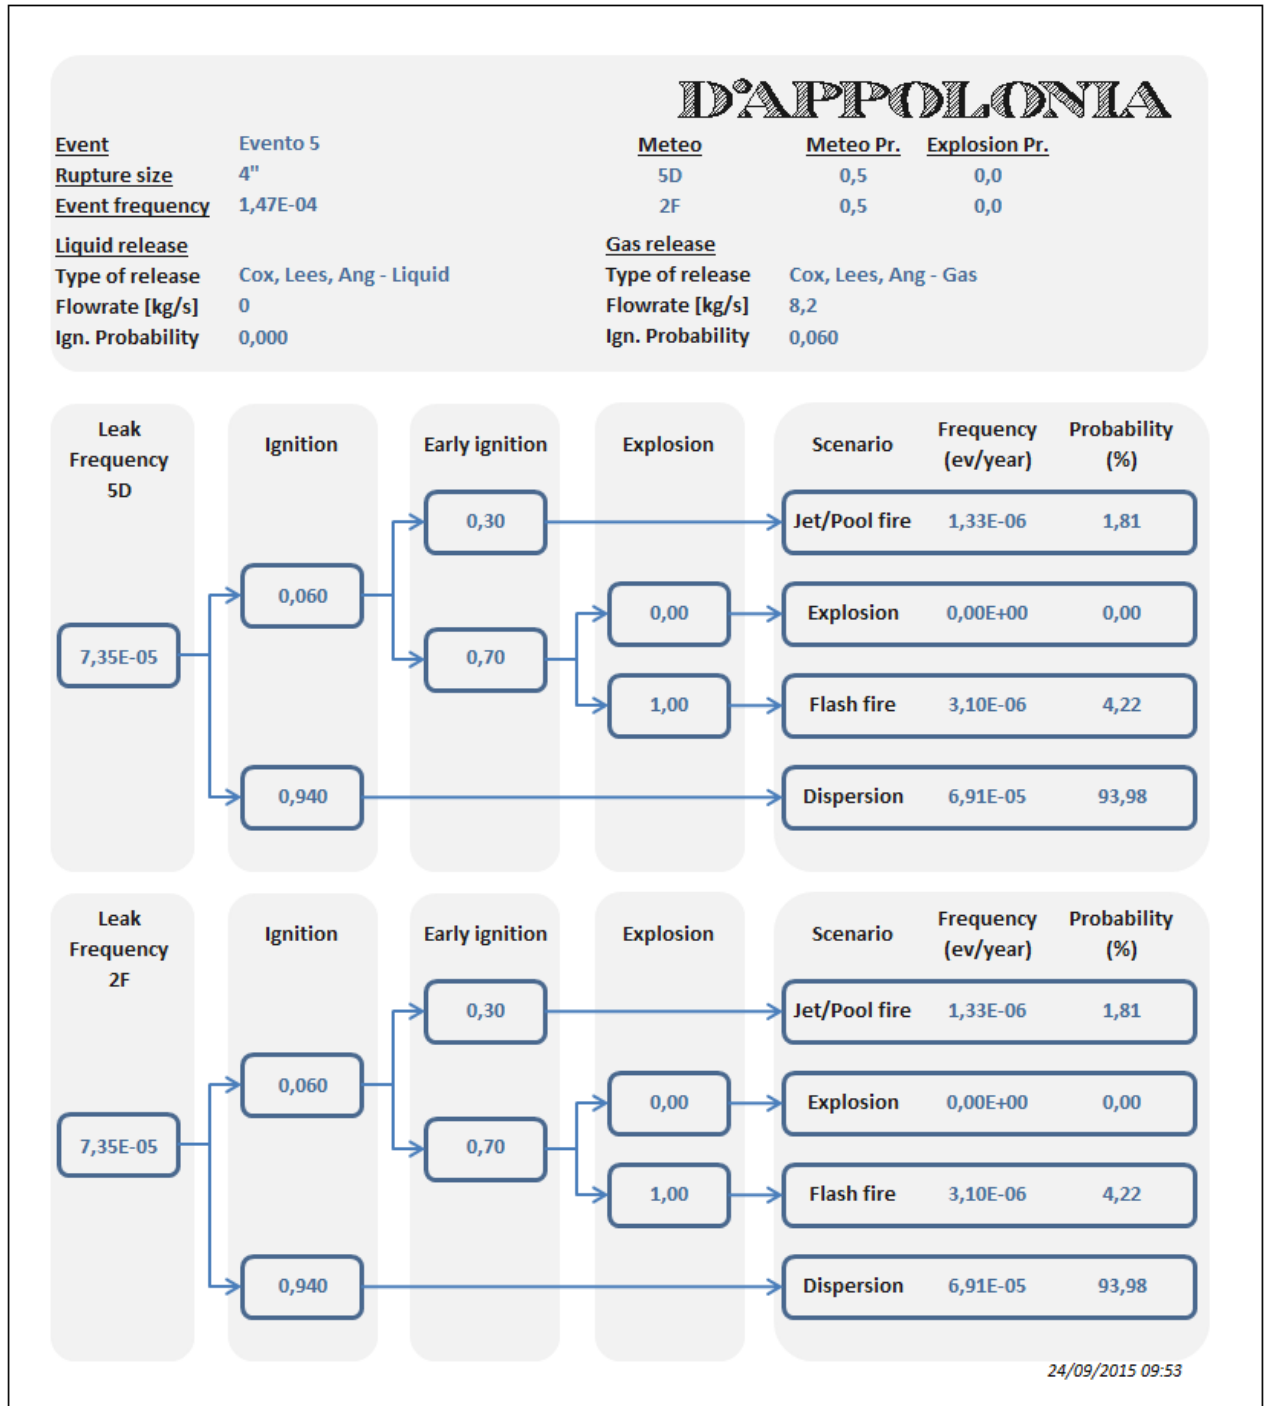 D'APPOLONIA
Event Evento 5 Meteo Meteo Pr. Explosion Pr.
Rupture size 4" 5D 0,5 0,0
Event frequency 1,47E-04 2F 0,5 0,0
Liquid release Gas release
Type of release Cox, Lees, Ang - Liquid Type of release Cox, Lees, Ang - Gas
Flowrate [kg/s] 0 Flowrate [kg/s] 8,2
Ign. Probability 0,000 Ign. Probability 0,060
Leak Frequency Probability
Ignition Early ignition Explosion Scenario
Frequency (ev/year) (%)
5D
0,30 Jet/Pool fire 1,33E-06 1,81
0,060
0,00 Explosion 0,00E+00 0,00
7,35E-05 0,70
1,00 Flash fire 3,10E-06 4,22
0,940 Dispersion 6,91E-05 93,98
Leak Frequency Probability
Ignition Early ignition Explosion Scenario
Frequency (ev/year) (%)
2F
0,30 Jet/Pool fire 1,33E-06 1,81
0,060
0,00 Explosion 0,00E+00 0,00
7,35E-05 0,70
1,00 Flash fire 3,10E-06 4,22
0,940 Dispersion 6,91E-05 93,98
24/09/2015 09:53